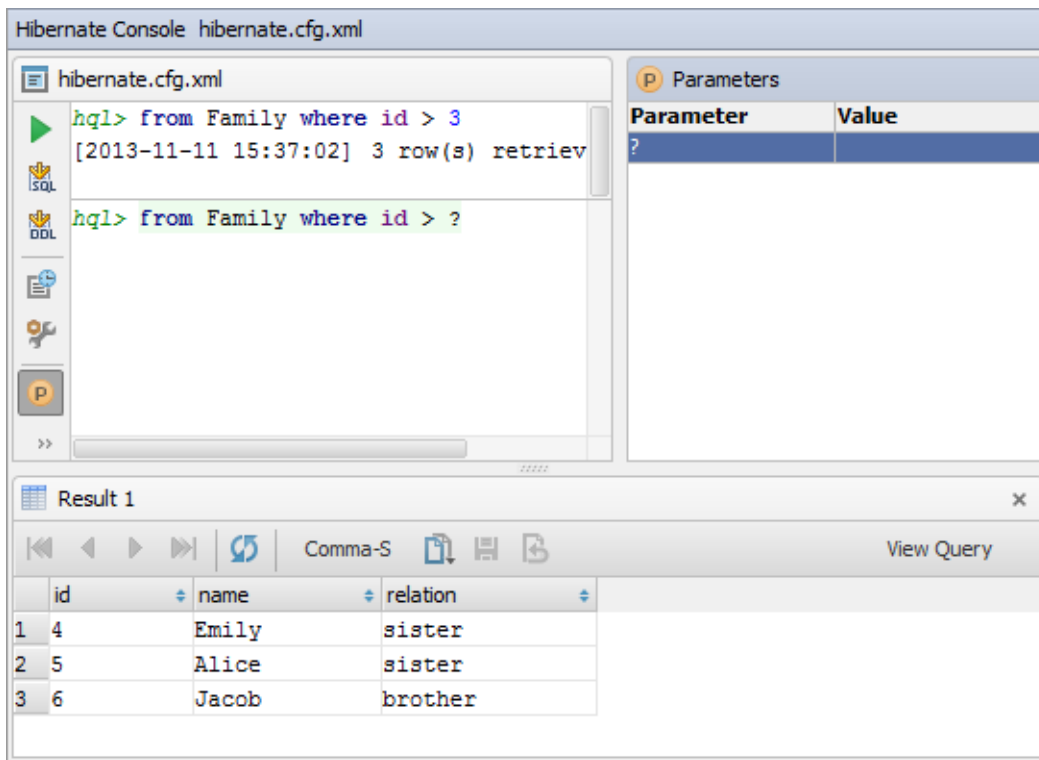 Hibernate Console hibernate.cfg.xml
hibernate.cfg.xml
hql> from Family where id > 3
[2013-11-11 15:37:02] 3 row(s) retriev
SQL
hql> from Family where id > ?
DDL
P
>>
P Parameters
Parameter Value
?
Result 1
Comma-S View Query
id name relation
1 4 Emily sister
2 5 Alice sister
3 6 Jacob brother